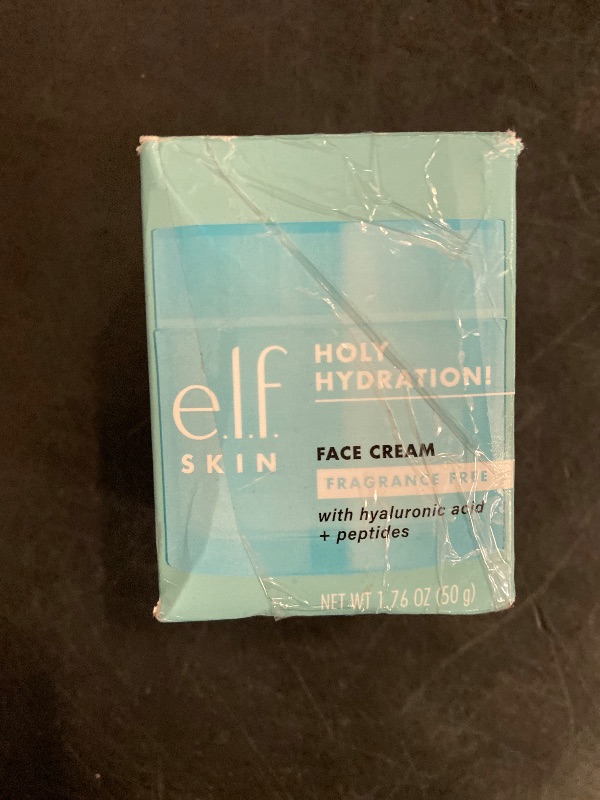 e.l.f.
SKIN
HOLY
HYDRATION!
FACE CREAM
FRAGRANCE FREE
with hyaluronic acid
+ peptides
NET WT 1.76 OZ (50 g)